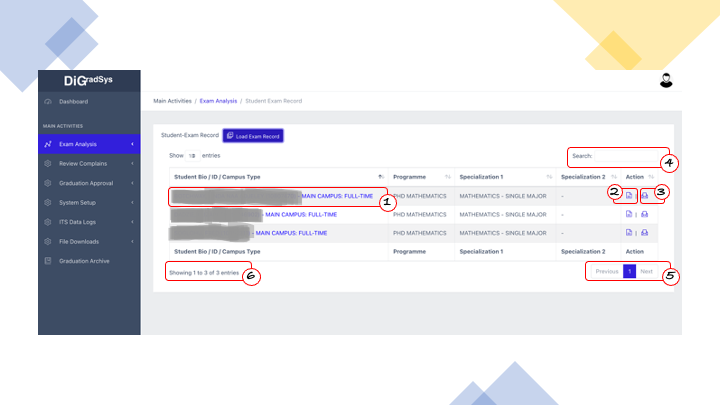 DiGradSys
Dashboard
MAIN ACTIVITIES
Exam Analysis
Review Complains
Graduation Approval
System Setup
ITS Data Logs
File Downloads
Graduation Archive
Main Activities / Exam Analysis / Student Exam Record
Student-Exam Record Load Exam Record
Show 10 entries
Search:
4
Student Bio / ID / Campus Type Programme Specialization 1 Specialization 2 Action
MAIN CAMPUS: FULL-TIME PHD MATHEMATICS MATHEMATICS - SINGLE MAJOR - |
1 2 3
- MAIN CAMPUS: FULL-TIME PHD MATHEMATICS MATHEMATICS - SINGLE MAJOR - |
MAIN CAMPUS: FULL-TIME PHD MATHEMATICS MATHEMATICS - SINGLE MAJOR - |
Student Bio / ID / Campus Type Programme Specialization 1 Specialization 2 Action
Showing 1 to 3 of 3 entries 6
Previous 1 Next 5